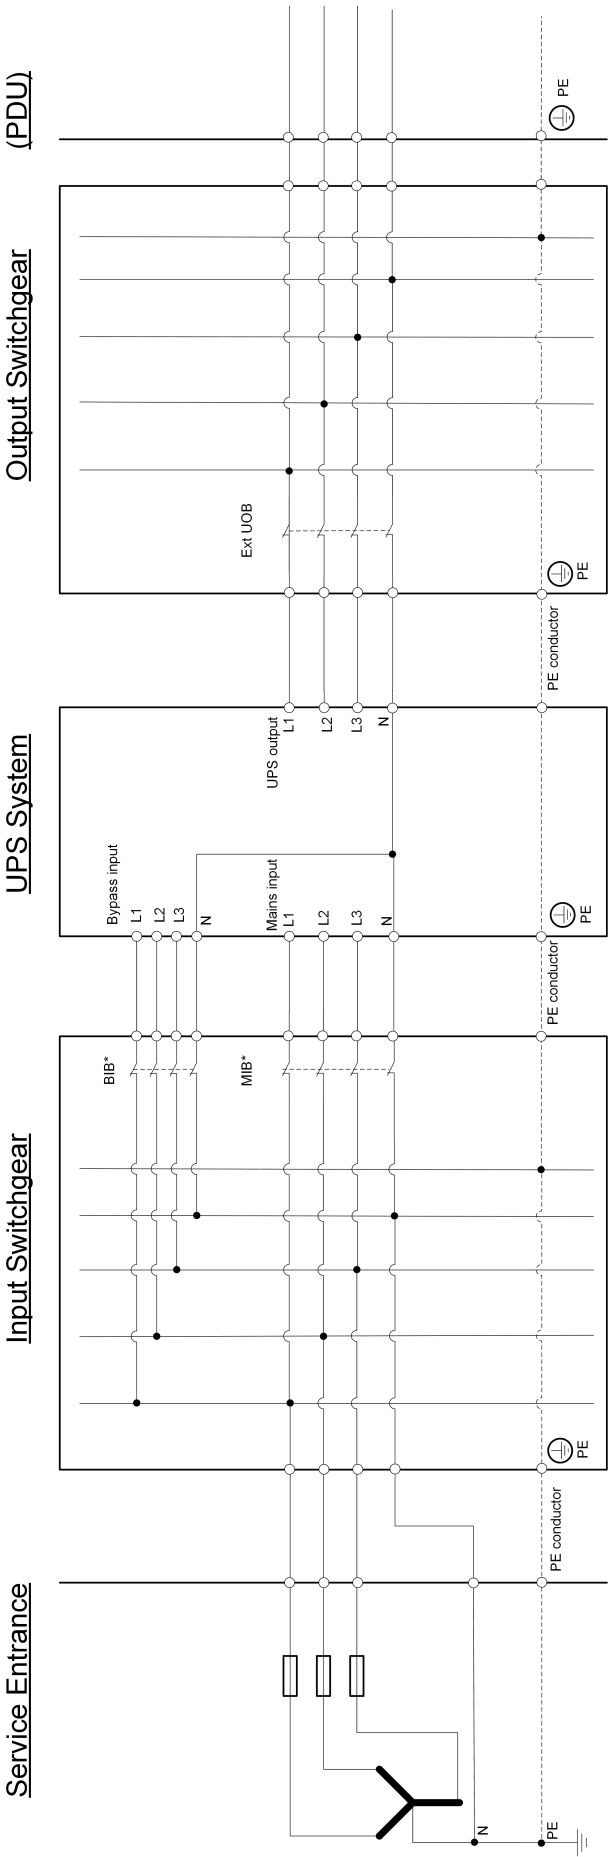 Service Entrance
N
PE
PE conductor
Input Switchgear
PE
BIB*
MIB*
PE conductor
UPS System
Bypass input
L1
L2
L3
N
Mains input
L1
L2
L3
N
PE
UPS output
L1
L2
L3
N
PE conductor
Output Switchgear
Ext UOB
PE
(PDU)
PE